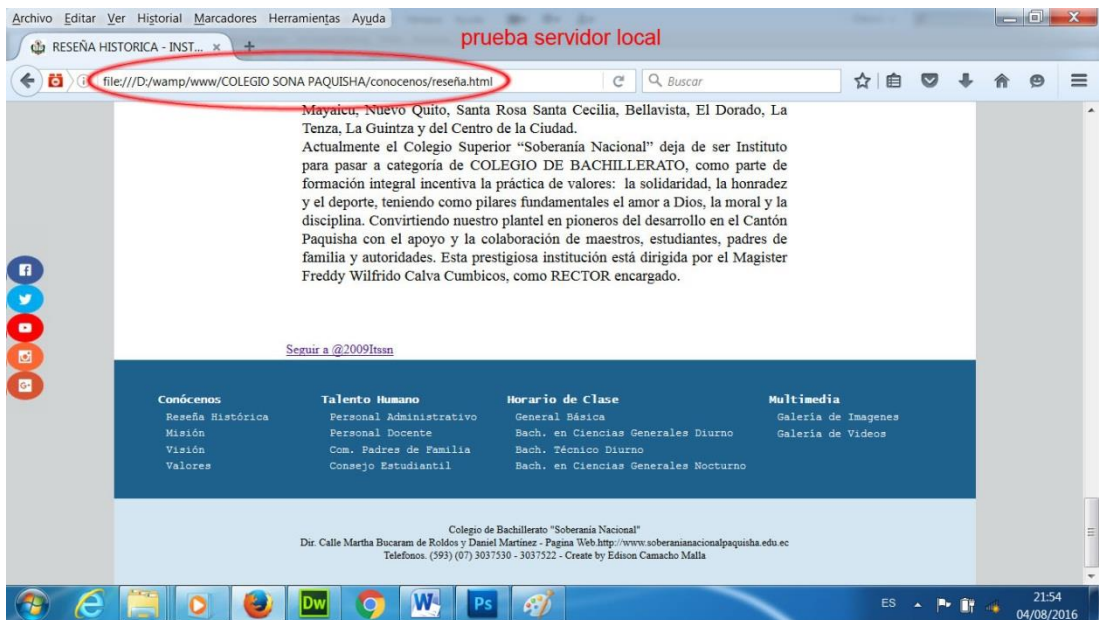 Archivo Editar Ver Historial Marcadores Herramientas Ayuda
prueba servidor local
RESEÑA HISTORICA - INST... × +
file:///D:/wamp/www/COLEGIO SONA PAQUISHA/conocenos/reseña.html
Buscar
Mayaicu, Nuevo Quito, Santa Rosa Santa Cecilia, Bellavista, El Dorado, La
Tenza, La Guintza y del Centro de la Ciudad.
Actualmente el Colegio Superior “Soberanía Nacional” deja de ser Instituto
para pasar a categoría de COLEGIO DE BACHILLERATO, como parte de
formación integral incentiva la práctica de valores: la solidaridad, la honradez
y el deporte, teniendo como pilares fundamentales el amor a Dios, la moral y la
disciplina. Convirtiendo nuestro plantel en pioneros del desarrollo en el Cantón
Paquisha con el apoyo y la colaboración de maestros, estudiantes, padres de
familia y autoridades. Esta prestigiosa institución está dirigida por el Magister
Freddy Wilfrido Calva Cumbicos, como RECTOR encargado.
Seguir a @2009Itssn
Conócenos Talento Humano Horario de Clase Multimedia
Reseña Histórica Personal Administrativo General Básica Galería de Imagenes
Misión Personal Docente Bach. en Ciencias Generales Diurno Galería de Videos
Visión Com. Padres de Familia Bach. Técnico Diurno
Valores Consejo Estudiantil Bach. en Ciencias Generales Nocturno
Colegio de Bachillerato "Soberanía Nacional"
Dir. Calle Martha Bucaram de Roldos y Daniel Martinez - Pagina Web.http://www.soberanianacionalpaquisha.edu.ec
Telefonos. (593) (07) 3037530 - 3037522 - Create by Edison Camacho Malla
Dw W Ps ES 21:54
04/08/2016